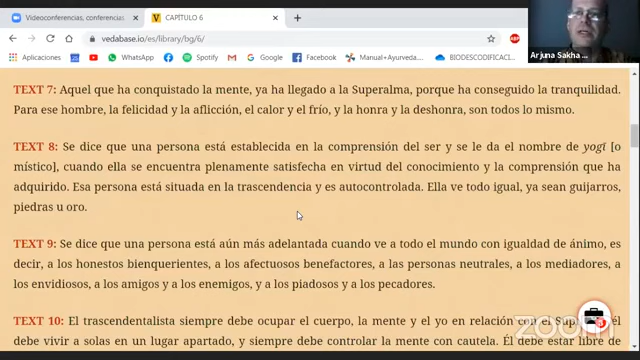 Videoconferencias, conferencias
CAPÍTULO 6
vedabase.io/es/library/bg/6/
ABP
Aplicaciones
WhatsApp
Spotify
Google
Facebook
Manual+Ayurveda...
BIODESCODIFICACI...
Arjuna Sakha
TEXT 7: Aquel que ha conquistado la mente, ya ha llegado a la Superalma, porque ha conseguido la tranquilidad.
Para ese hombre, la felicidad y la aflicción, el calor y el frío, y la honra y la deshonra, son todos lo mismo.
TEXT 8: Se dice que una persona está establecida en la comprensión del ser y se le da el nombre de yogī [o
místico], cuando ella se encuentra plenamente satisfecha en virtud del conocimiento y la comprensión que ha
adquirido. Esa persona está situada en la trascendencia y es autocontrolada. Ella ve todo igual, ya sean guijarros,
piedras u oro.
TEXT 9: Se dice que una persona está aún más adelantada cuando ve a todo el mundo con igualdad de ánimo, es
decir, a los honestos bienquerientes, a los afectuosos benefactores, a las personas neutrales, a los mediadores, a
los envidiosos, a los amigos y a los enemigos, y a los piadosos y a los pecadores.
TEXT 10: El trascendentalista siempre debe ocupar el cuerpo, la mente y el yo en relación con el él
debe vivir a solas en un lugar apartado, y siempre debe controlar la mente con cautela. Él debe estar libre de
zoom